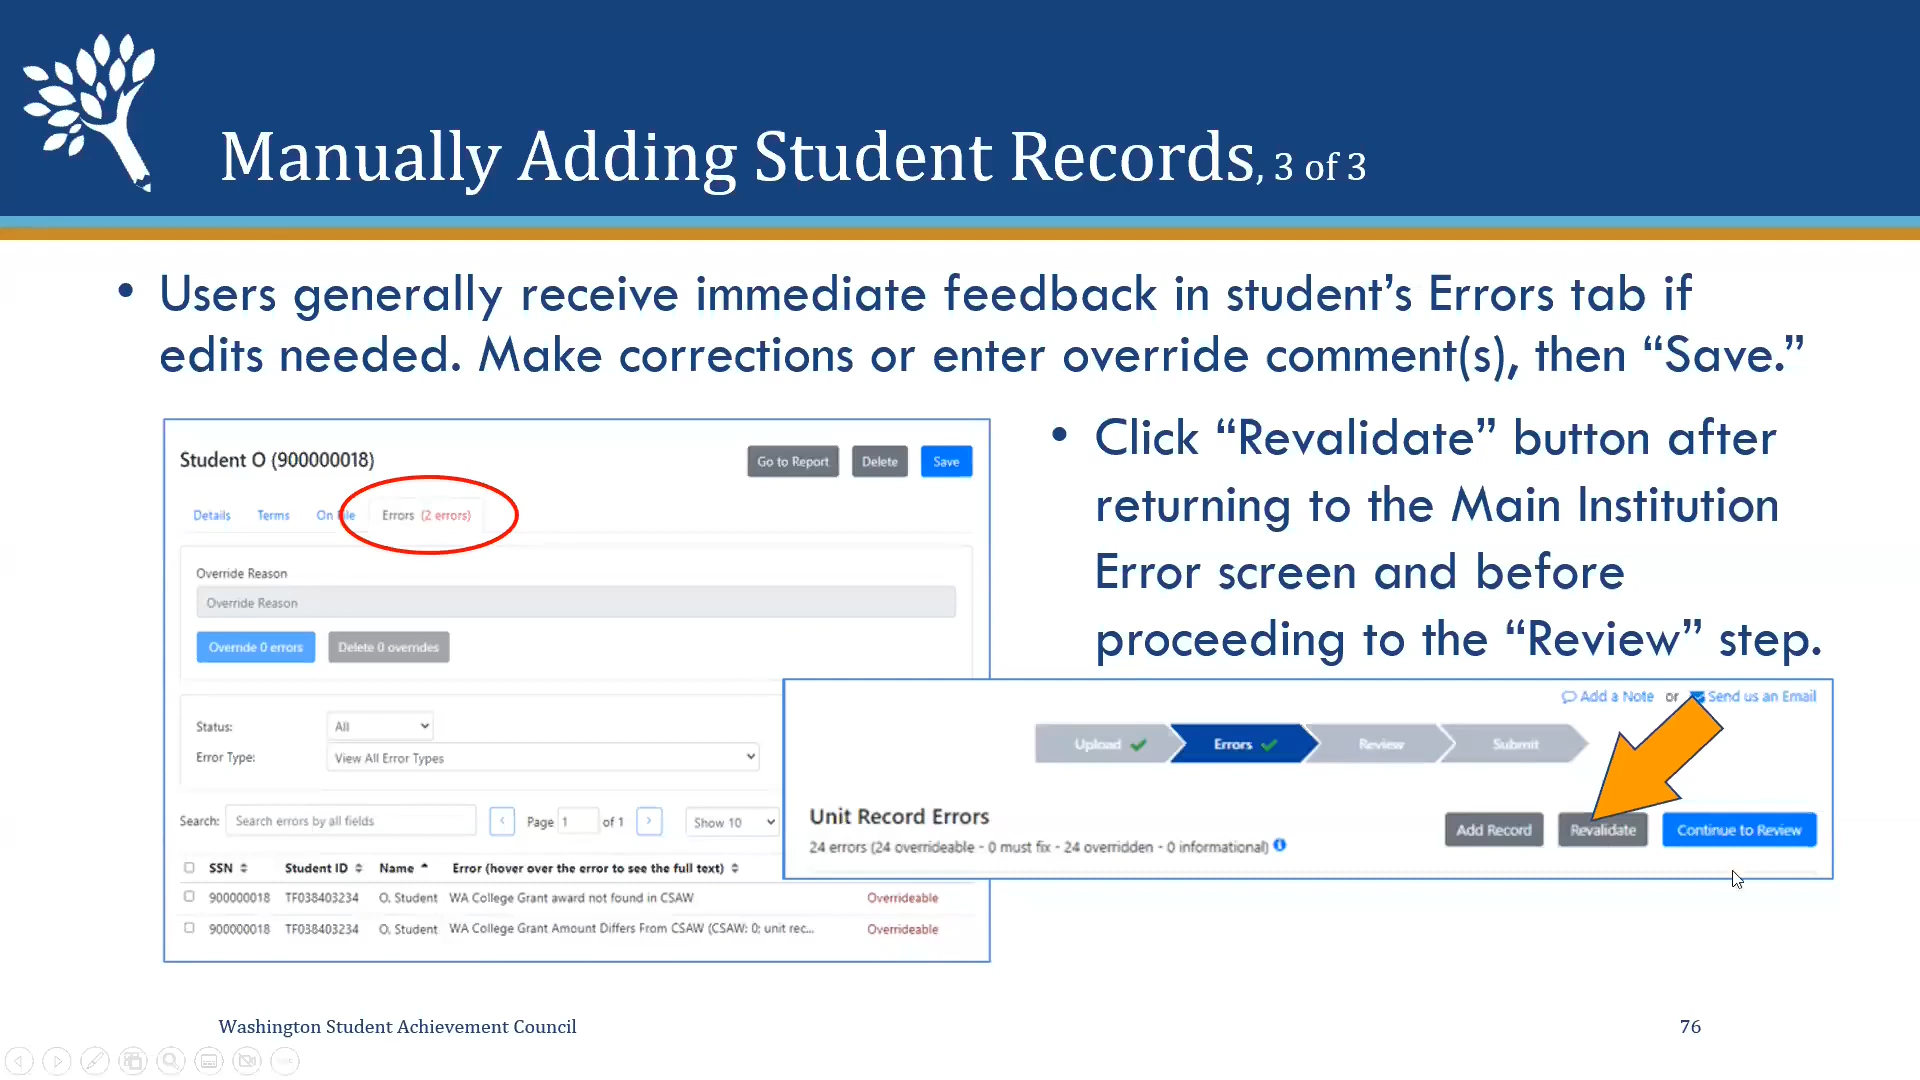 Manually Adding Student Records, 3 of 3
• Users generally receive immediate feedback in student’s Errors tab if
edits needed. Make corrections or enter override comment(s), then “Save.”
• Click “Revalidate” button after
returning to the Main Institution
Error screen and before
proceeding to the “Review” step.
Student O (900000018)
Go to Report Delete Save
Details Terms On File Errors (2 errors)
Override Reason
Override Reason
Override 0 errors Delete 0 overrides
Status: All
Error Type: View All Error Types
Search: Search errors by all fields < Page 1 of 1 > Show 10
SSN Student ID Name Error (hover over the error to see the full text)
900000018 TF038403234 O. Student WA College Grant award not found in CSAW Overrideable
900000018 TF038403234 O. Student WA College Grant Amount Differs From CSAW (CSAW: 0; unit rec... Overrideable
Add a Note or Send us an Email
Upload Errors Review Submit
Unit Record Errors
Add Record Revalidate Continue to Review
24 errors (24 overrideable - 0 must fix - 24 overridden - 0 informational)
Washington Student Achievement Council
76